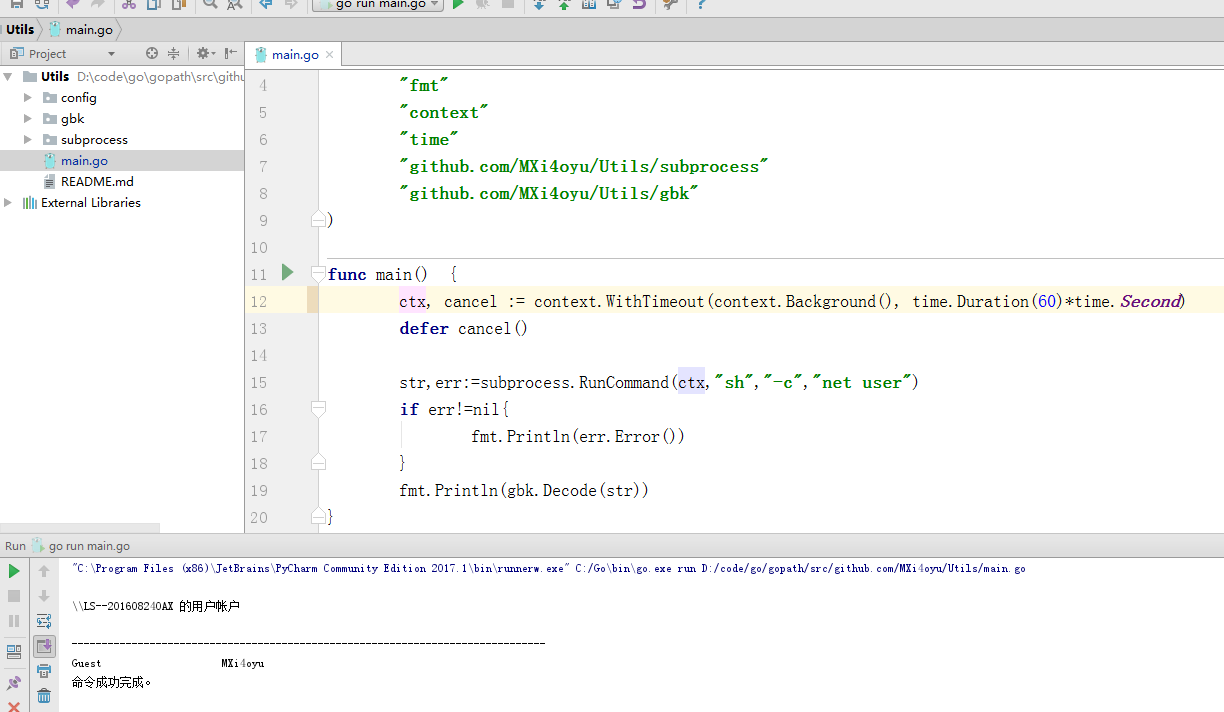 go run main.go
Utils
main.go
Project
main.go
Utils D:\code\go\gopath\src\githu
config
gbk
subprocess
main.go
README.md
External Libraries
4 "fmt"
5 "context"
6 "time"
7 "github.com/MXi4oyu/Utils/subprocess"
8 "github.com/MXi4oyu/Utils/gbk"
9 )
10
11 func main() {
12 ctx, cancel := context.WithTimeout(context.Background(), time.Duration(60)*time.Second)
13 defer cancel()
14
15 str,err:=subprocess.RunCommand(ctx,"sh","-c","net user")
16 if err!=nil{
17 fmt.Println(err.Error())
18 }
19 fmt.Println(gbk.Decode(str))
20 }
Run go run main.go
"C:\Program Files (x86)\JetBrains\PyCharm Community Edition 2017.1\bin\runnerw.exe" C:/Go\bin\go.exe run D:/code/go/gopath/src/github.com/MXi4oyu/Utils/main.go
\\LS--201608240AX 的用户帐户
-------------------------------------------------------------------------------
Guest MXi4oyu
命令成功完成。